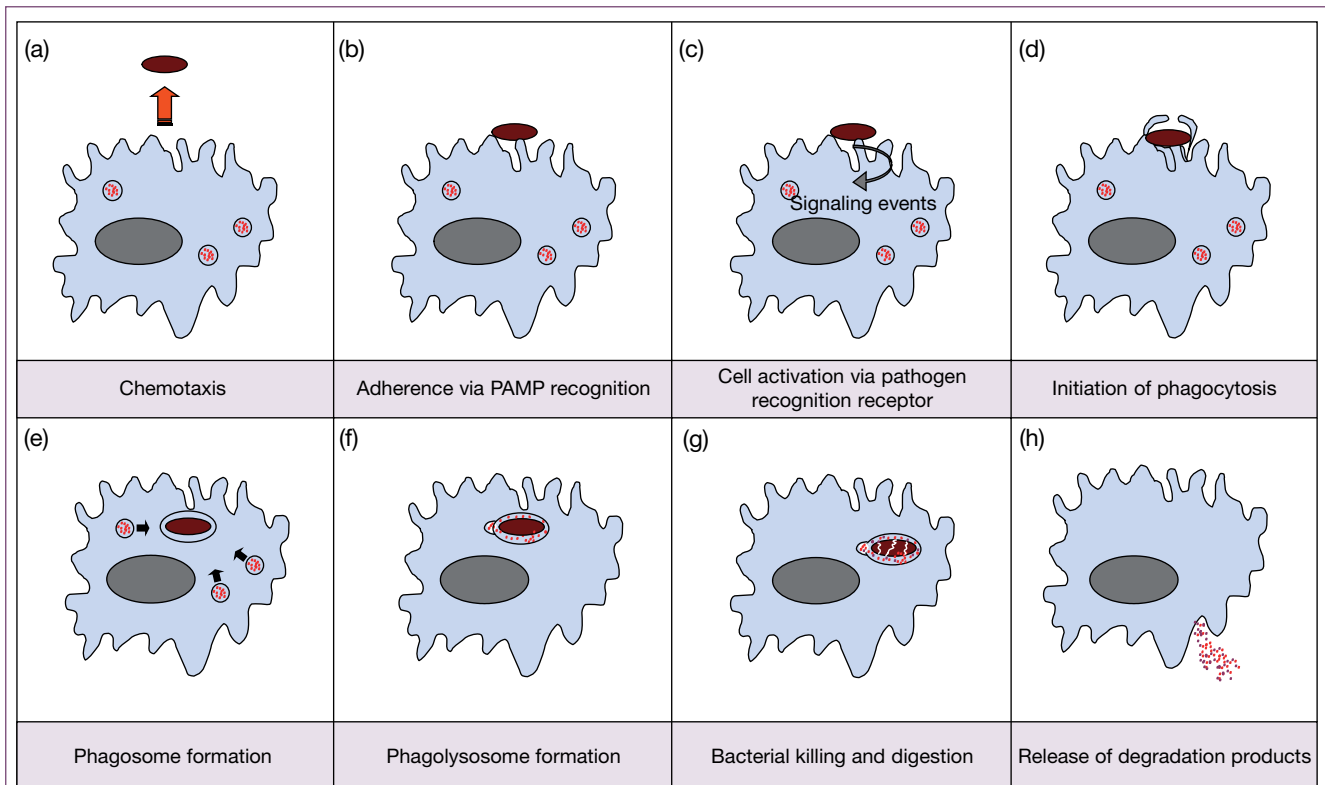 (a)
(b)
(c)
(d)
Signaling events
Chemotaxis
Adherence via PAMP recognition
Cell activation via pathogen
recognition receptor
Initiation of phagocytosis
(e)
(f)
(g)
(h)
Phagosome formation
Phagolysosome formation
Bacterial killing and digestion
Release of degradation products